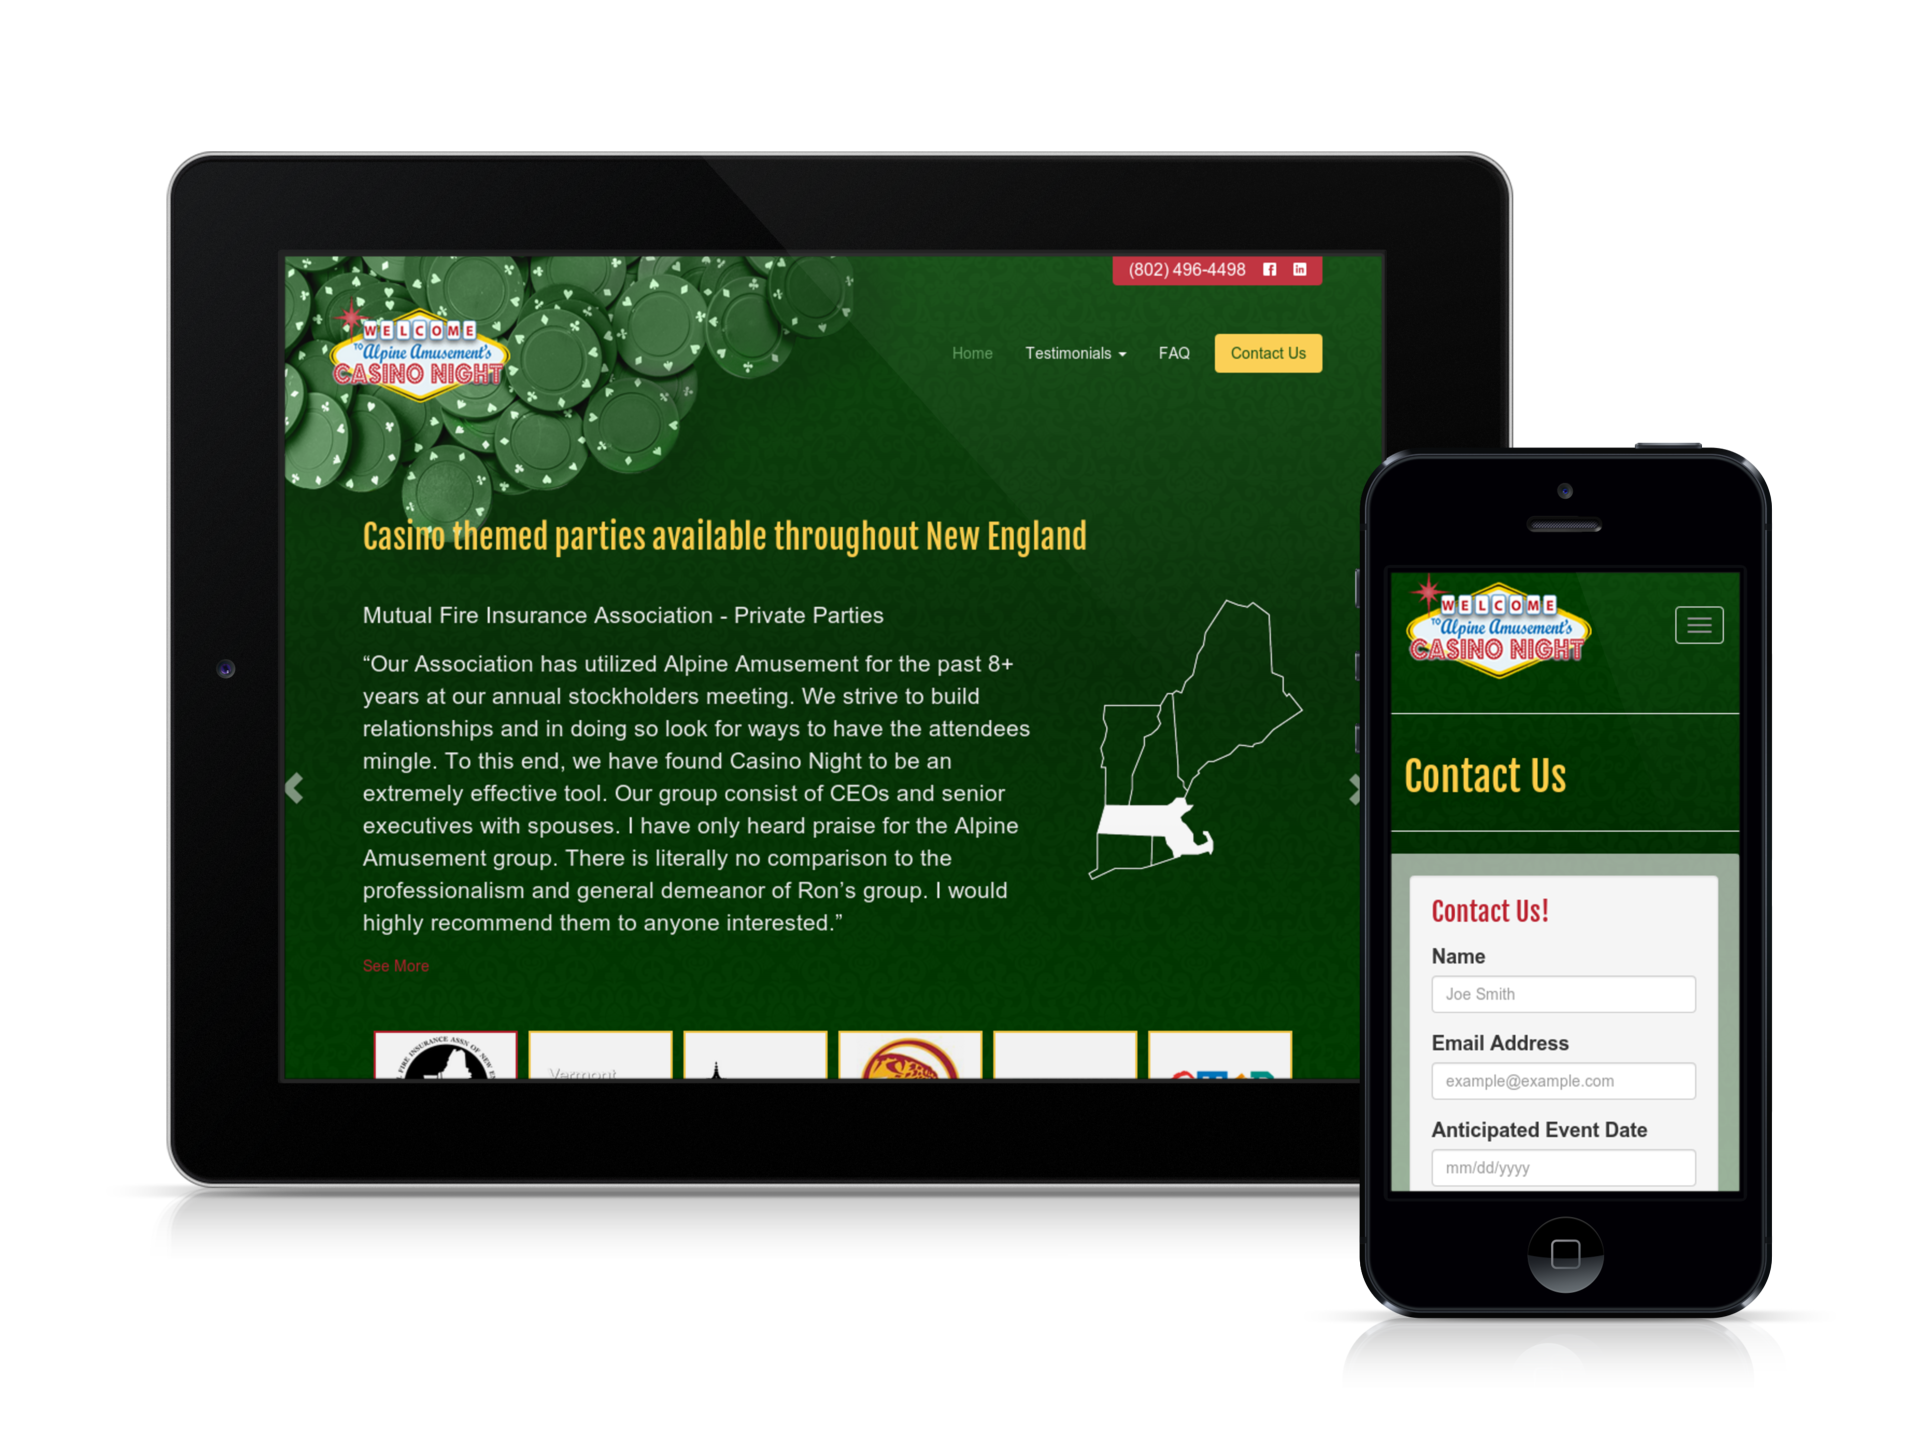 (802) 496-4498
WELCOME
TO Alpine Amusement's
CASINO NIGHT
Home
Testimonials
FAQ
Contact Us
Casino themed parties available throughout New England
Mutual Fire Insurance Association - Private Parties
“Our Association has utilized Alpine Amusement for the past 8+
years at our annual stockholders meeting. We strive to build
relationships and in doing so look for ways to have the attendees
mingle. To this end, we have found Casino Night to be an
extremely effective tool. Our group consist of CEOs and senior
executives with spouses. I have only heard praise for the Alpine
Amusement group. There is literally no comparison to the
professionalism and general demeanor of Ron’s group. I would
highly recommend them to anyone interested.”
See More
FIRE INSURANCE ASSN OF NEW
Vermont
WELCOME
TO Alpine Amusement's
CASINO NIGHT
Contact Us
Contact Us!
Name
Joe Smith
Email Address
example@example.com
Anticipated Event Date
mm/dd/yyyy